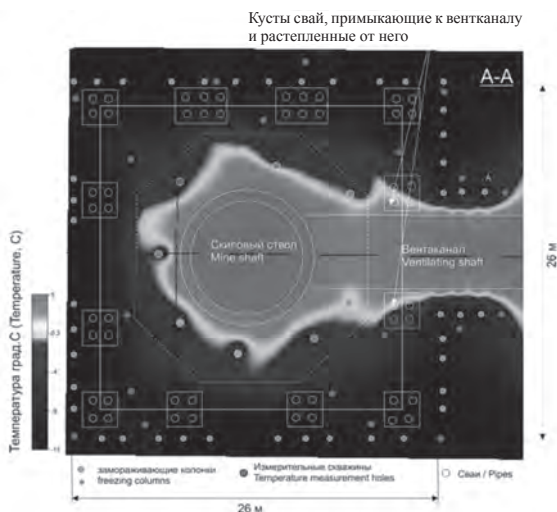 Кусты свай, примыкающие к вентканалу
и растепленные от него
А-А
Скиповый ствол
Mine shaft
Вентаканал
Ventilating shaft
26 м
Температура град.С (Temperature, С)
замораживающие колонки
freezing columns
Измерительные скважины
Temperature measurement holes
Сваи / Pipes
26 м